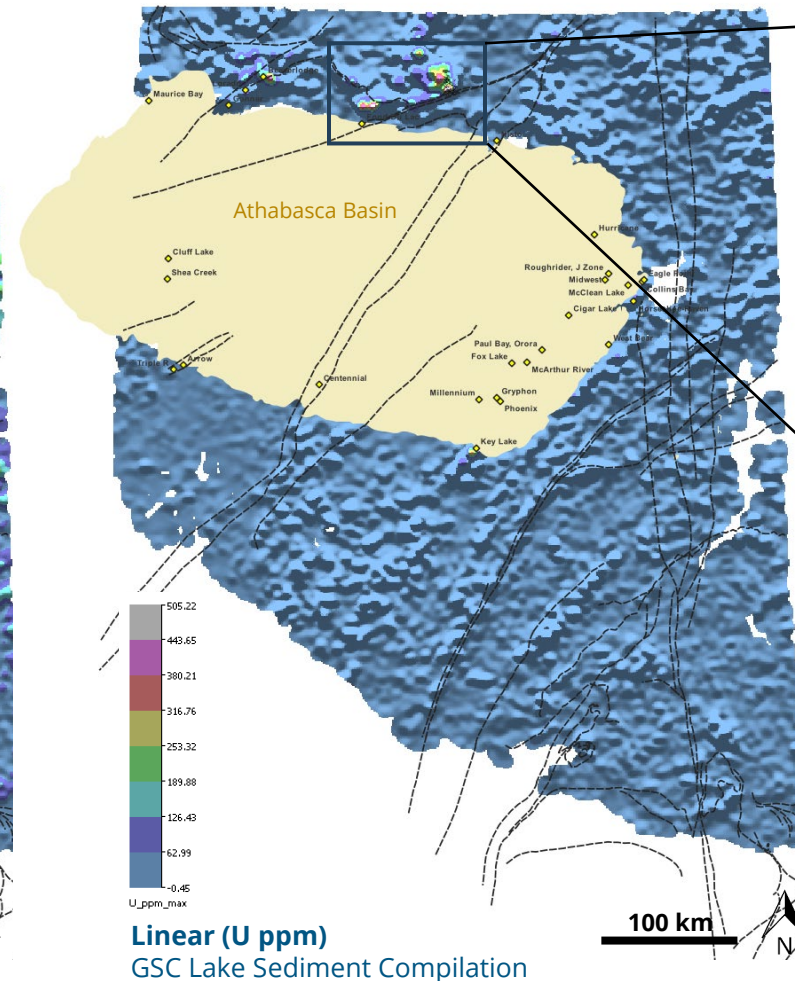 Maurice Bay
Athabasca Basin
Hurricane
Cluff Lake
Roughrider, J Zone
Shea Creek
Midwest
McClean Lake
Collins Bay
Cigar Lake
Paul Bay, Orora
Fox Lake
McArthur River
Arrow
Centennial
Millennium
Gryphon
Phoenix
Key Lake
505.22
443.65
380.21
316.76
253.32
189.88
126.43
62.99
-0.45
U_ppm_max
Linear (U ppm)
GSC Lake Sediment Compilation
100 km
N